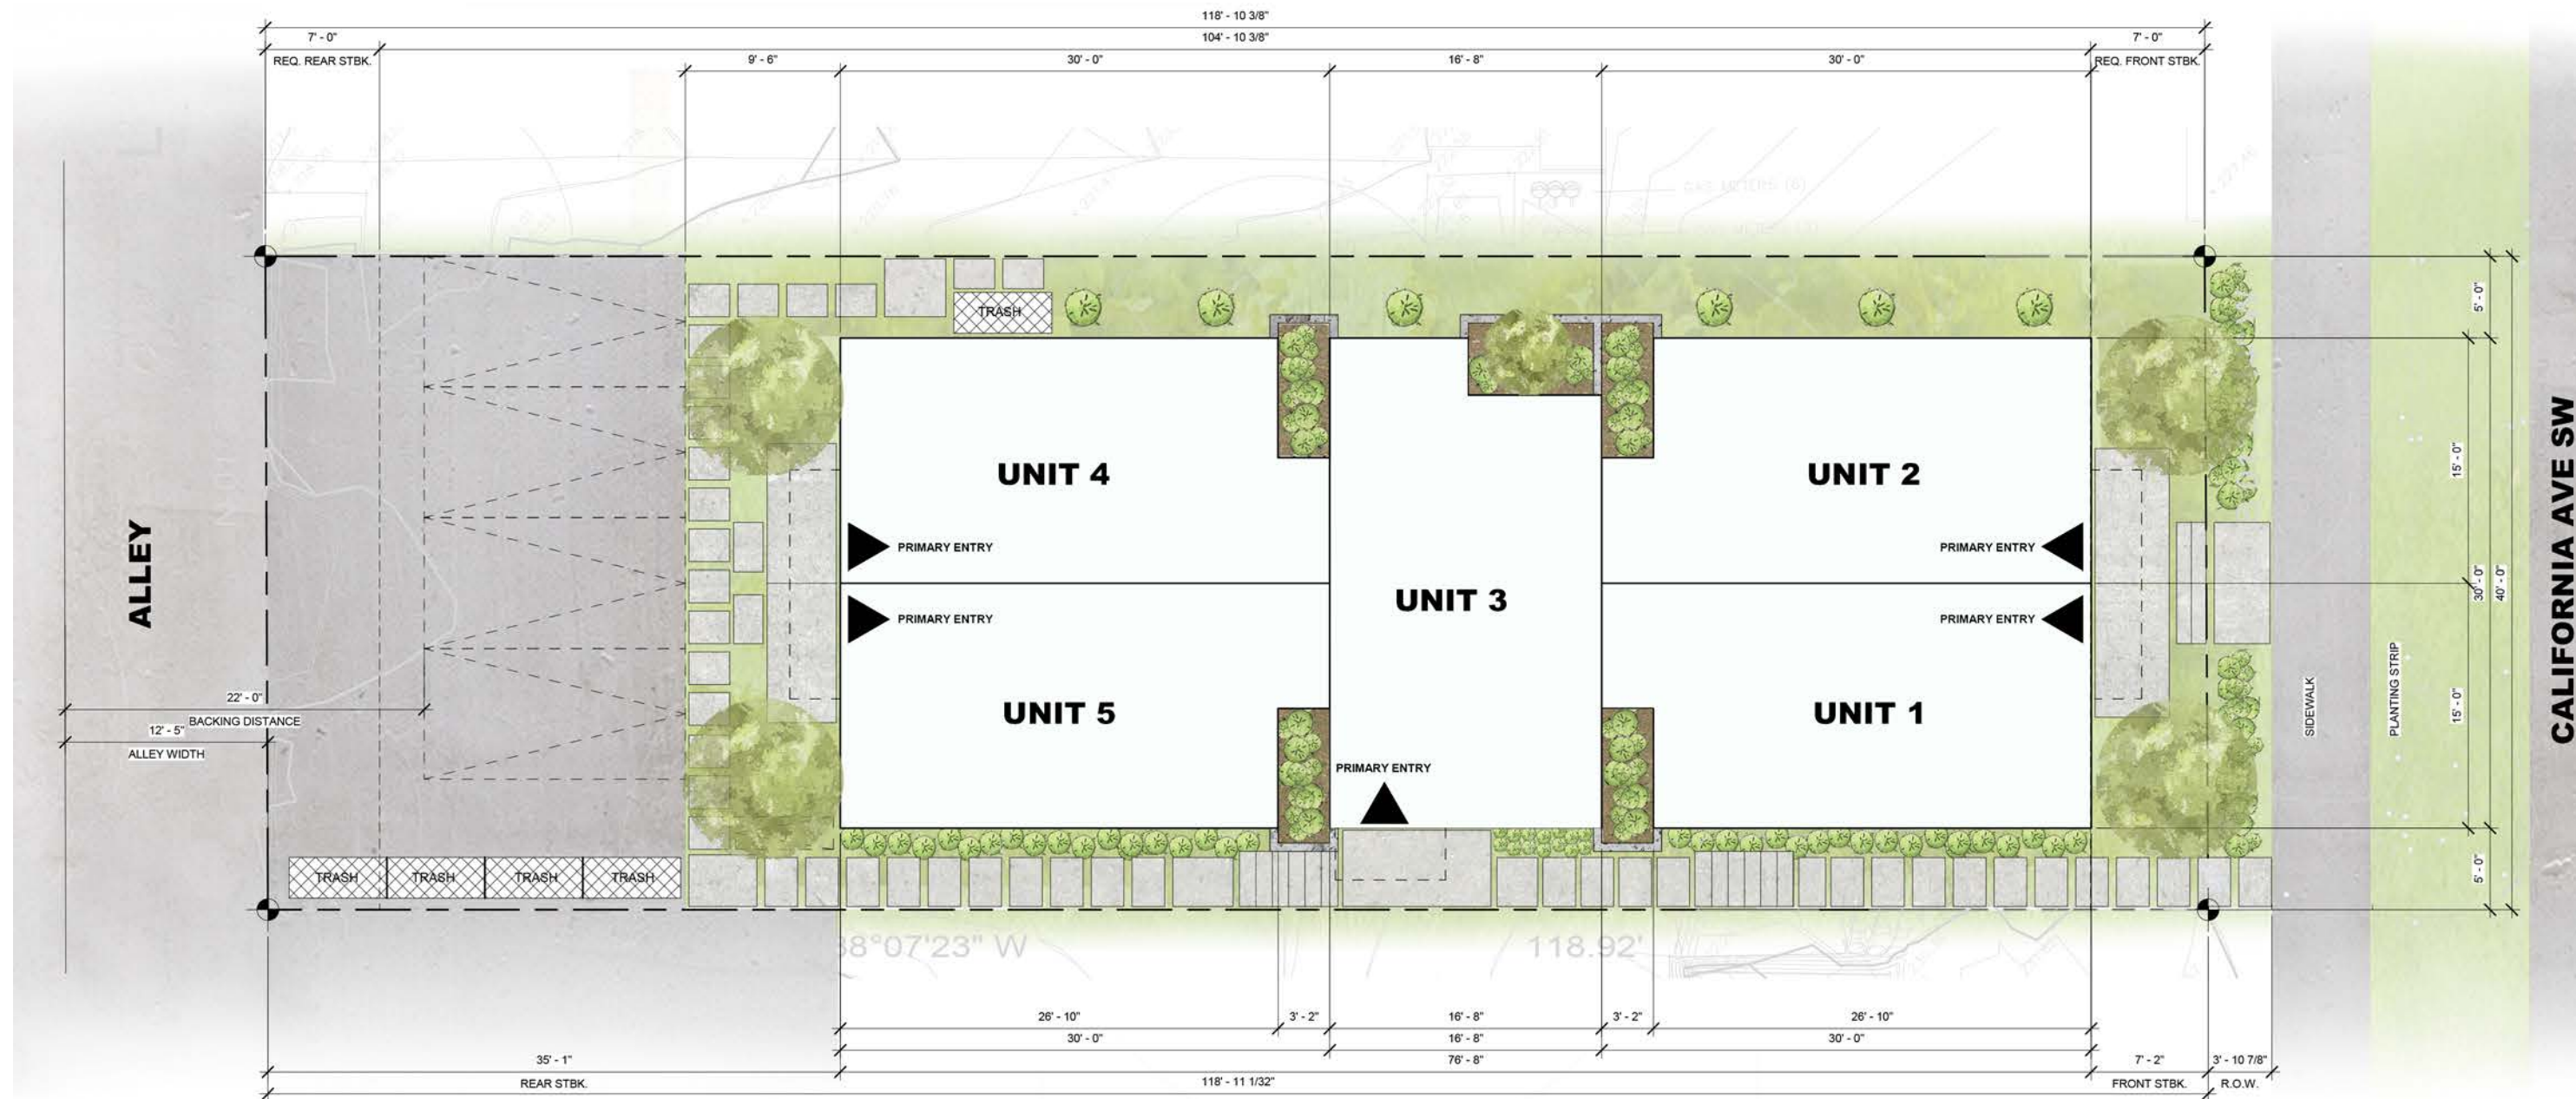 118' - 10 3/8"
7' - 0"
104' - 10 3/8"
7' - 0"
REQ. REAR STBK.
9' - 6"
30' - 0"
16' - 8"
30' - 0"
REQ. FRONT STBK.
GAS METERS (6)
TRASH
5' - 0"
UNIT 4
UNIT 2
15' - 0"
PRIMARY ENTRY
PRIMARY ENTRY
ALLEY
UNIT 3
30' - 0"
40' - 0"
CALIFORNIA AVE SW
PRIMARY ENTRY
PRIMARY ENTRY
22' - 0"
BACKING DISTANCE
12' - 5"
ALLEY WIDTH
UNIT 5
UNIT 1
SIDEWALK
PLANTING STRIP
15' - 0"
PRIMARY ENTRY
TRASH
TRASH
TRASH
TRASH
5' - 0"
8°07'23" W
118.92'
26' - 10"
3' - 2"
16' - 8"
3' - 2"
26' - 10"
30' - 0"
16' - 8"
30' - 0"
35' - 1"
76' - 8"
7' - 2"
3' - 10 7/8"
REAR STBK.
118' - 11 1/32"
FRONT STBK.
R.O.W.